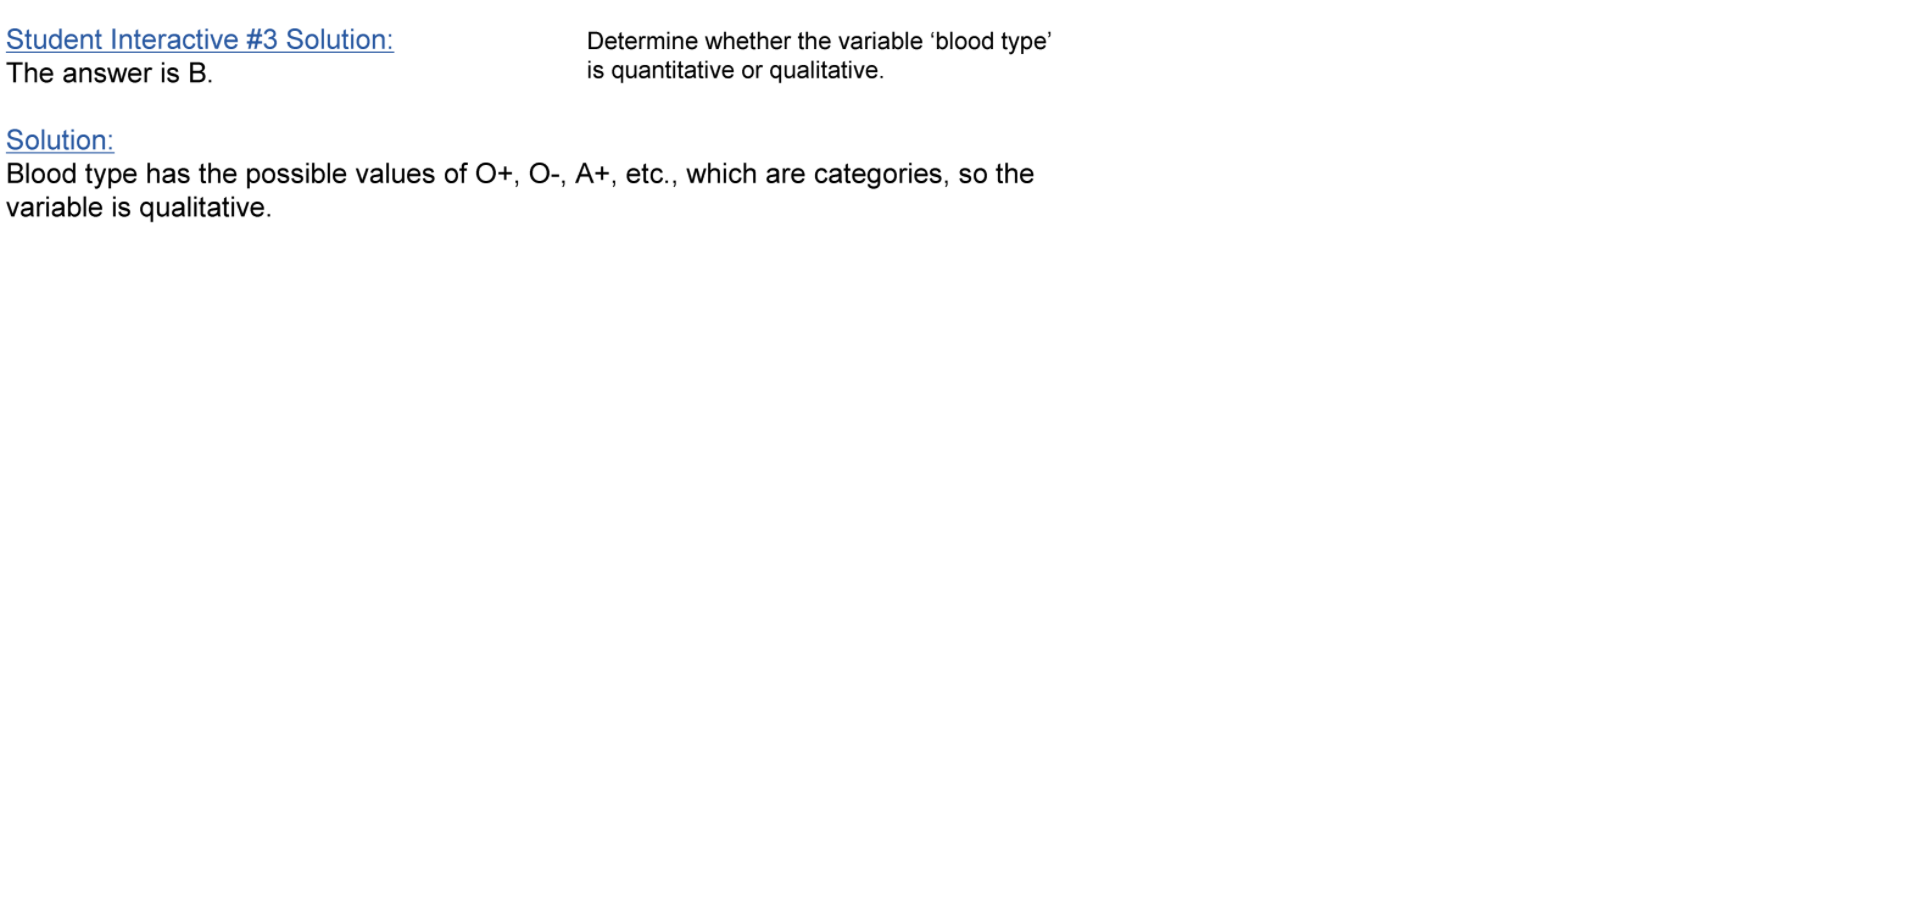 Student Interactive #3 Solution:
The answer is B.
Determine whether the variable ‘blood type’
is quantitative or qualitative.
Solution:
Blood type has the possible values of O+, O-, A+, etc., which are categories, so the
variable is qualitative.